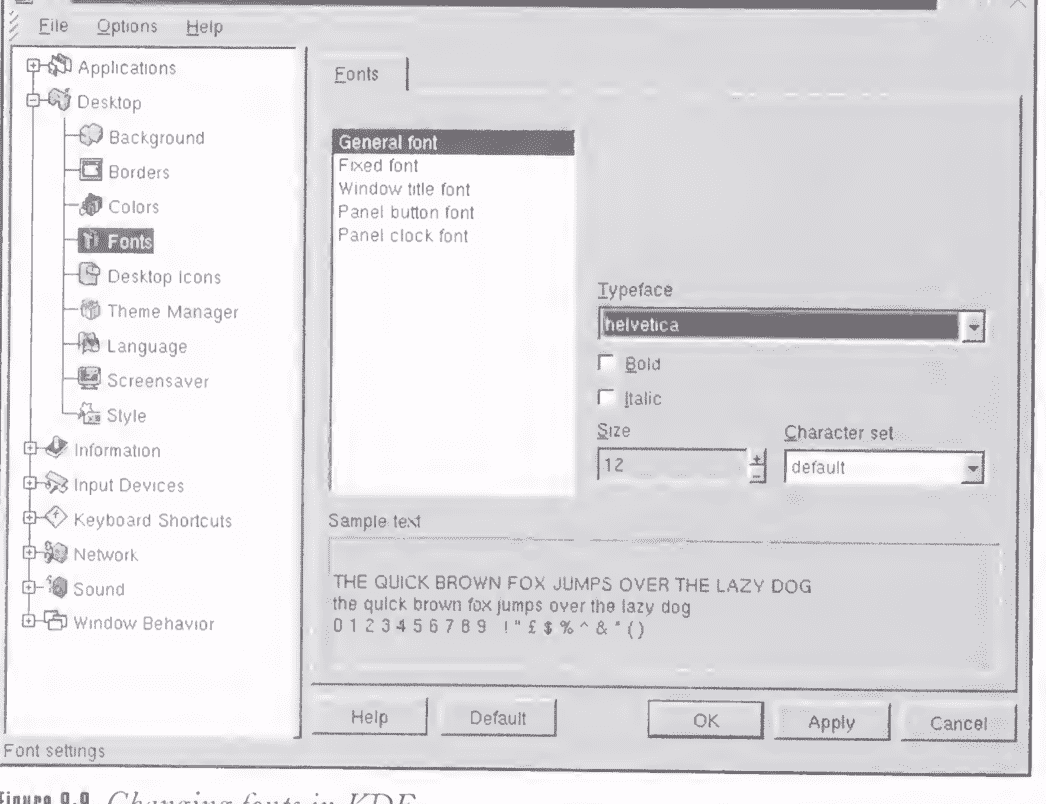 File Options Help
Applications
Desktop
Background
Borders
Colors
Fonts
Desktop Icons
Theme Manager
Language
Screensaver
Style
Information
Input Devices
Keyboard Shortcuts
Network
Sound
Window Behavior
Fonts
General font
Fixed font
Window title font
Panel button font
Panel clock font
Typeface
helvetica
Bold
Italic
Size
Character set
12
default
Sample text
THE QUICK BROWN FOX JUMPS OVER THE LAZY DOG
the quick brown fox jumps over the lazy dog
0 1 2 3 4 5 6 7 8 9 ! " £ $ % ^ & * ( )
Help Default OK Apply Cancel
Font settings
Figure 9.9 Changing fonts in KDE